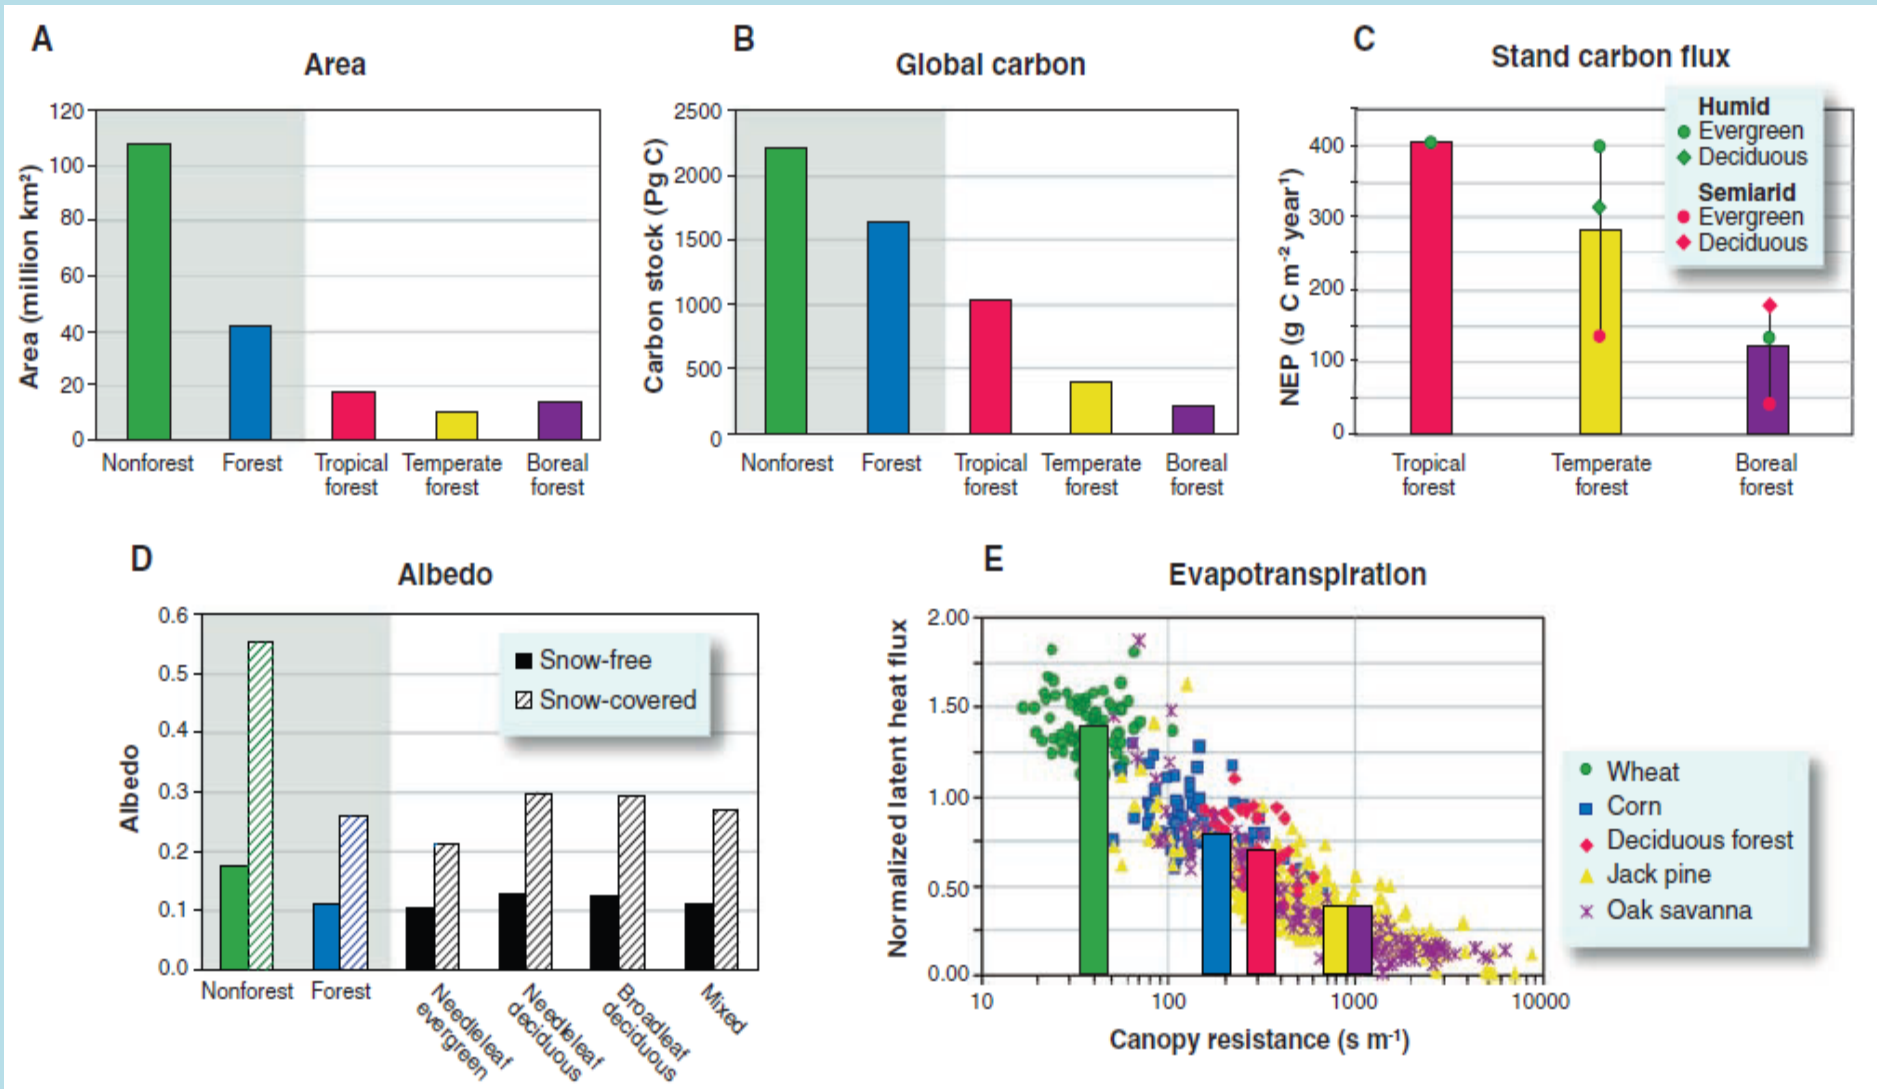 A
Area
Area (million km²)
120
100
80
60
40
20
0
Nonforest
Forest
Tropical
forest
Temperate
forest
Boreal
forest
B
Global carbon
Carbon stock (Pg C)
2500
2000
1500
1000
500
0
Nonforest
Forest
Tropical
forest
Temperate
forest
Boreal
forest
C
Stand carbon flux
NEP (g C m⁻² year¹)
400
300
200
100
0
Humid
Evergreen
Deciduous
Semiarid
Evergreen
Deciduous
Tropical
forest
Temperate
forest
Boreal
forest
D
Albedo
Albedo
0.6
0.5
0.4
0.3
0.2
0.1
0.0
Snow-free
Snow-covered
Nonforest
Forest
Needleleaf
evergreen
Needleleaf
deciduous
Broadleaf
deciduous
Mixed
E
Evapotranspiration
Normalized latent heat flux
2.00
1.50
1.00
0.50
0.00
10
100
1000
10000
Canopy resistance (s m⁻¹)
Wheat
Corn
Deciduous forest
Jack pine
Oak savanna